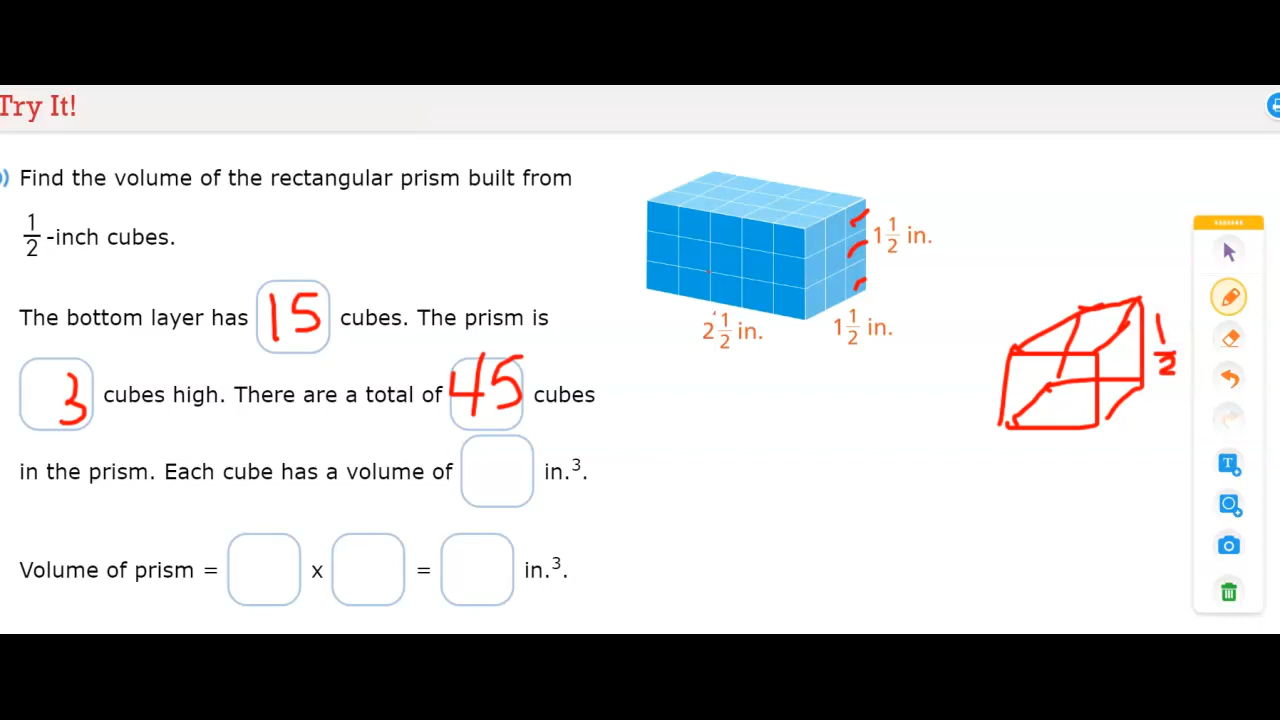 Try It!
Find the volume of the rectangular prism built from
1/2 -inch cubes.
The bottom layer has 15 cubes. The prism is
3 cubes high. There are a total of 45 cubes
in the prism. Each cube has a volume of in.³.
Volume of prism = x = in.³.
1 1/2 in.
2 1/2 in.
1 1/2 in.
1/2
T